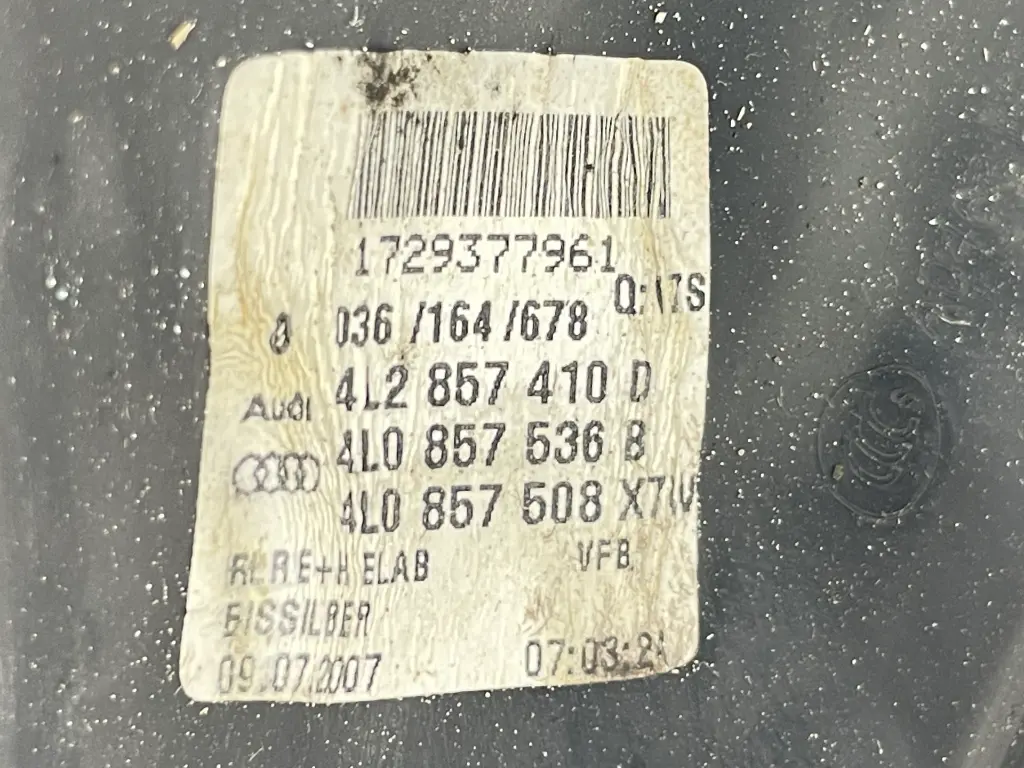 1729377961
036 /164 /678
4L2 857 410 D
Audi 4L0 857 536 B
4L0 857 508
ELAB VFB
EISSILBER
09.07.2007